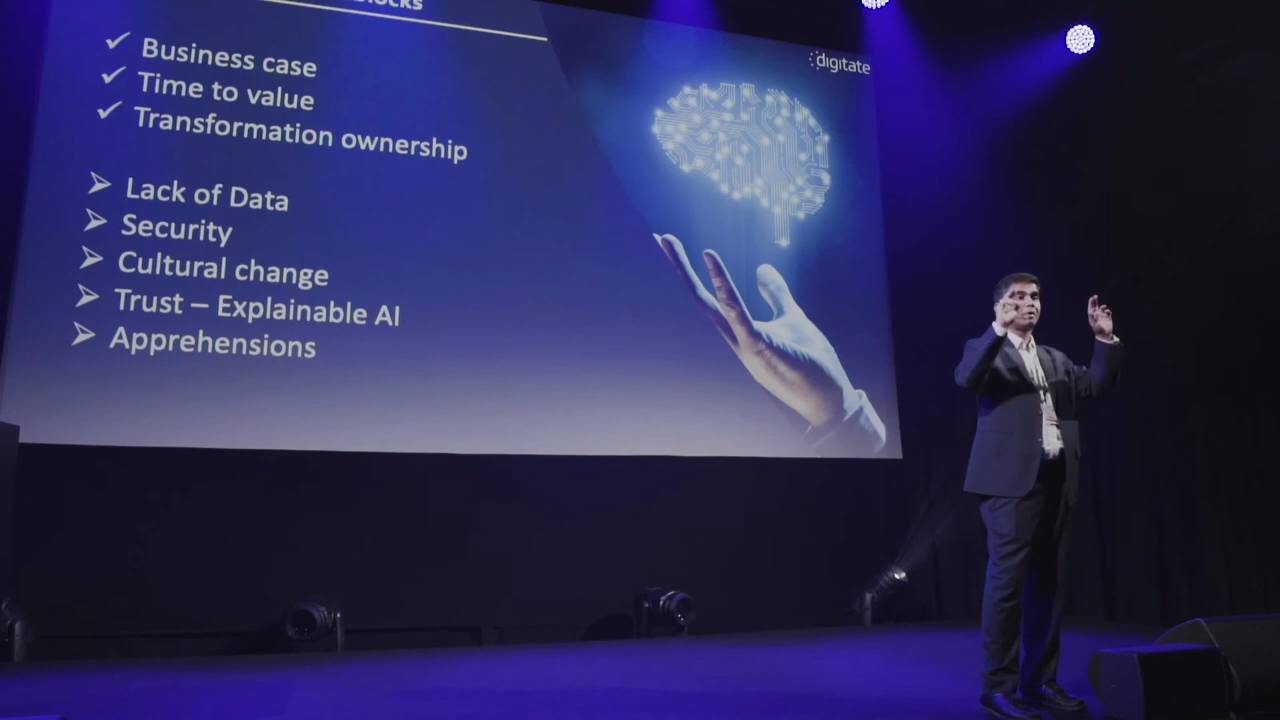 digitate
Business case
Time to value
Transformation ownership
Lack of Data
Security
Cultural change
Trust – Explainable AI
Apprehensions